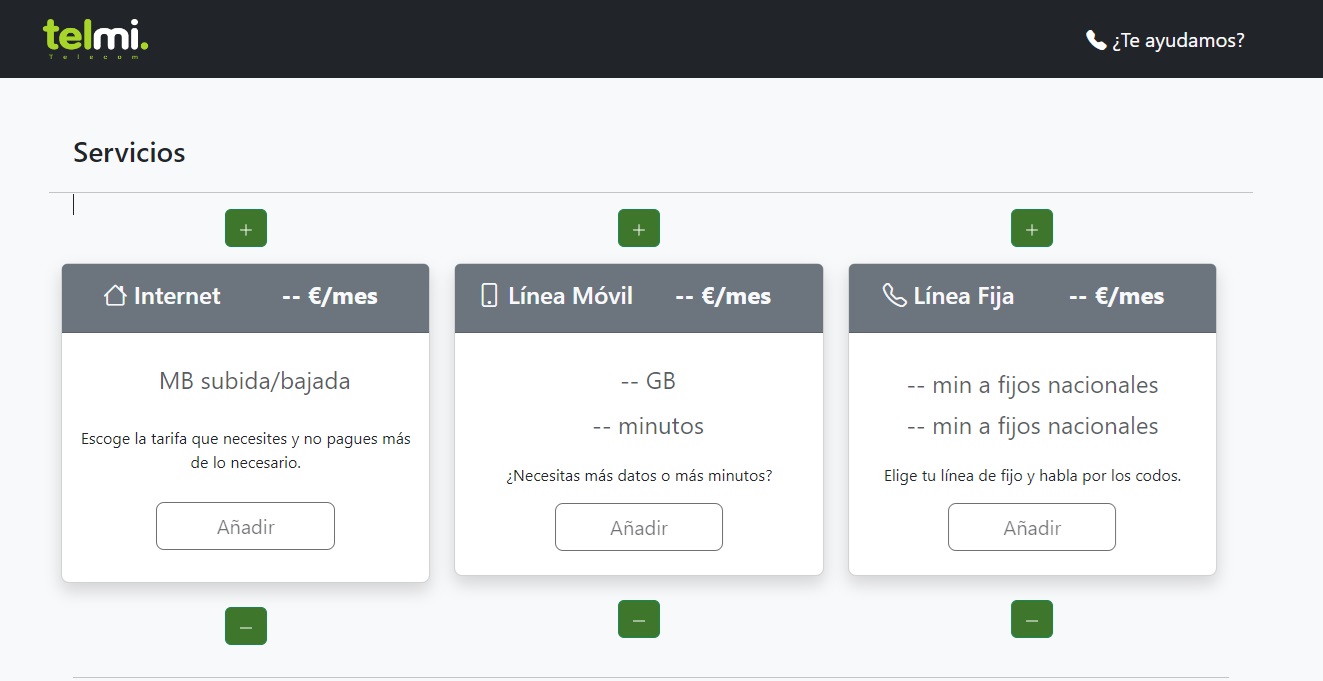 telmi.
Telecom
¿Te ayudamos?
Servicios
+
+
+
Internet -- €/mes
MB subida/bajada
Escoge la tarifa que necesites y no pagues más
de lo necesario.
Añadir
Línea Móvil -- €/mes
-- GB
-- minutos
¿Necesitas más datos o más minutos?
Añadir
Línea Fija -- €/mes
-- min a fijos nacionales
-- min a fijos nacionales
Elige tu línea de fijo y habla por los codos.
Añadir
−
−
−